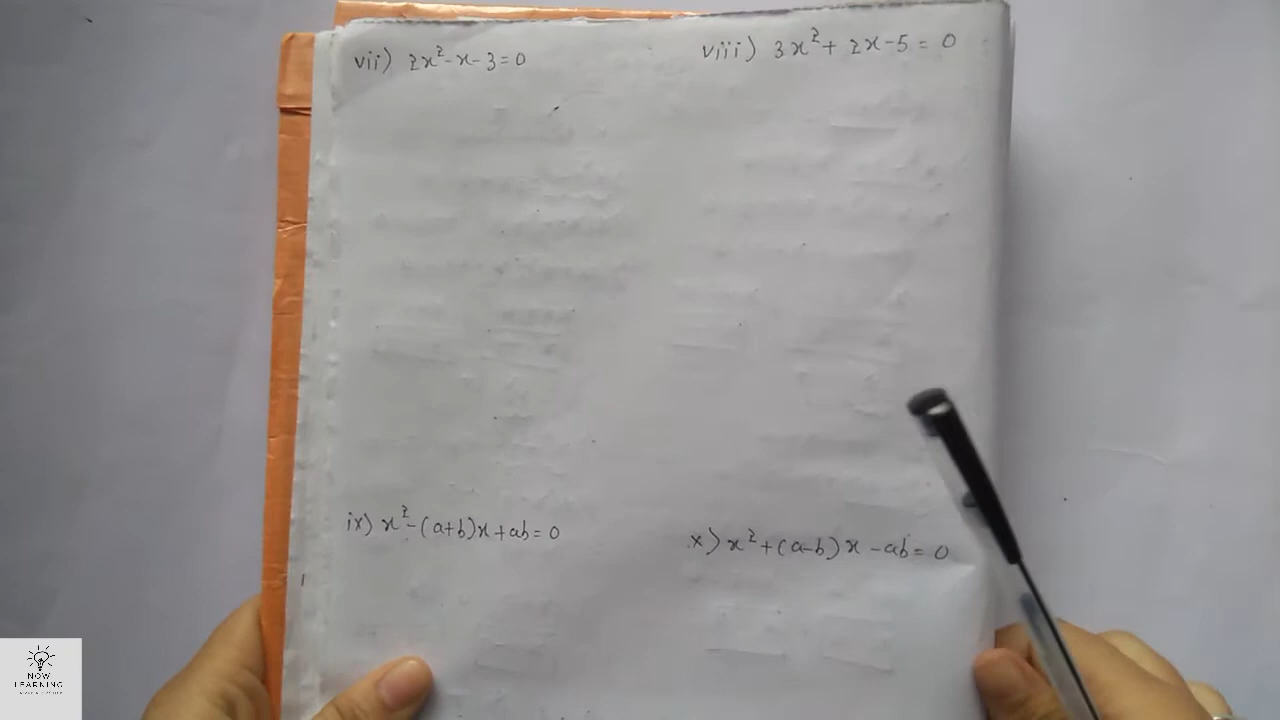 vii) 2x²-x-3=0
viii) 3x²+2x-5=0
ix) x²-(a+b)x+ab=0
x) x²+(a-b)x-ab=0
NOW
LEARNING